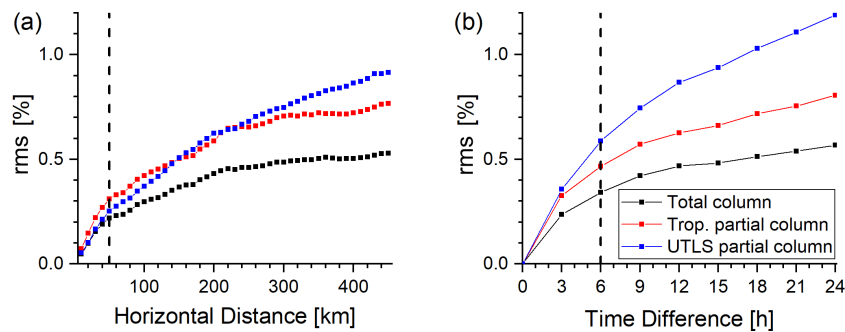 (a)
rms [%]
1.0
0.5
0.0
100 200 300 400
Horizontal Distance [km]
(b)
rms [%]
1.0
0.5
0.0
Total column
Trop. partial column
UTLS partial column
0 3 6 9 12 15 18 21 24
Time Difference [h]